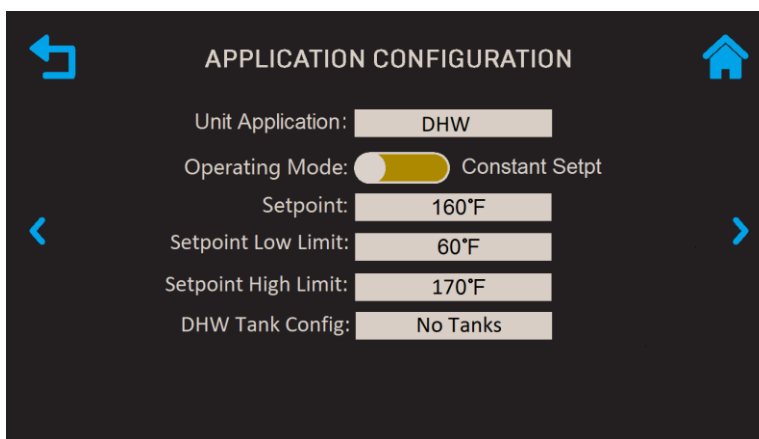 APPLICATION CONFIGURATION
Unit Application: DHW
Operating Mode: Constant Setpt
Setpoint: 160°F
Setpoint Low Limit: 60°F
Setpoint High Limit: 170°F
DHW Tank Config: No Tanks